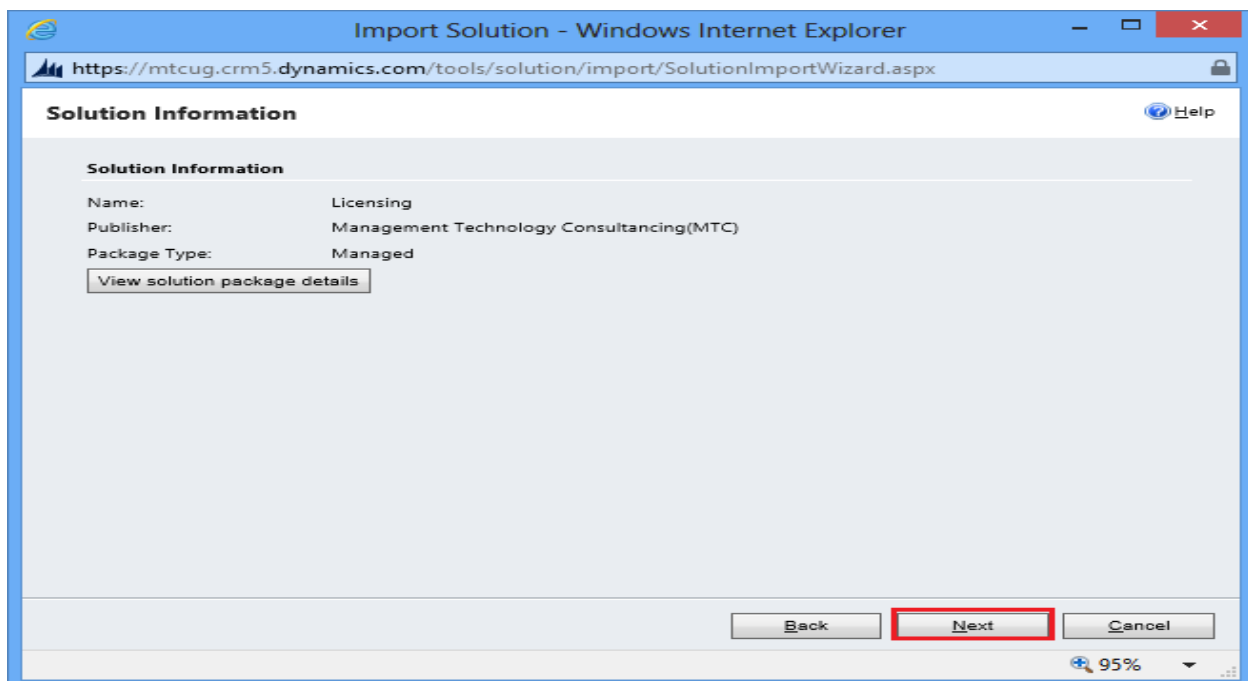 Import Solution - Windows Internet Explorer
https://mtcug.crm5.dynamics.com/tools/solution/import/SolutionImportWizard.aspx
Solution Information
Help
Solution Information
Name: Licensing
Publisher: Management Technology Consultancing(MTC)
Package Type: Managed
View solution package details
Back Next Cancel
95%